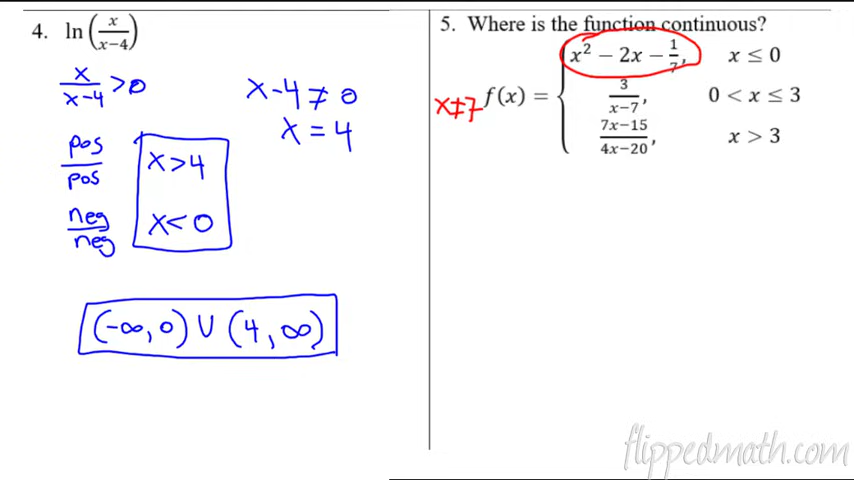 4. ln(x/(x−4))
x/(x-4) > 0
x-4 ≠ 0
x = 4
pos/pos
x>4
neg/neg
x<0
(-∞, 0) ∪ (4, ∞)
5. Where is the function continuous?
x² − 2x − 1/7, x ≤ 0
x≠7 f(x) = { 3/(x−7), 0 < x ≤ 3
(7x−15)/(4x−20), x > 3
flippedmath.com